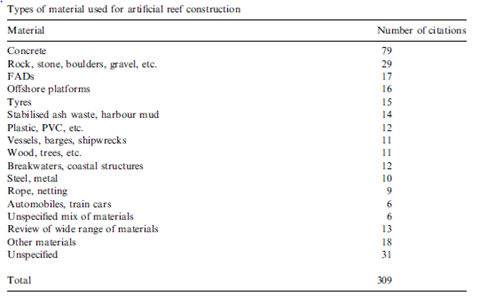 Types of material used for artificial reef construction
Material Number of citations
Concrete 79
Rock, stone, boulders, gravel, etc. 29
FADs 17
Offshore platforms 16
Tyres 15
Stabilised ash waste, harbour mud 14
Plastic, PVC, etc. 12
Vessels, barges, shipwrecks 11
Wood, trees, etc. 11
Breakwaters, coastal structures 12
Steel, metal 10
Rope, netting 9
Automobiles, train cars 6
Unspecified mix of materials 6
Review of wide range of materials 13
Other materials 18
Unspecified 31
Total 309